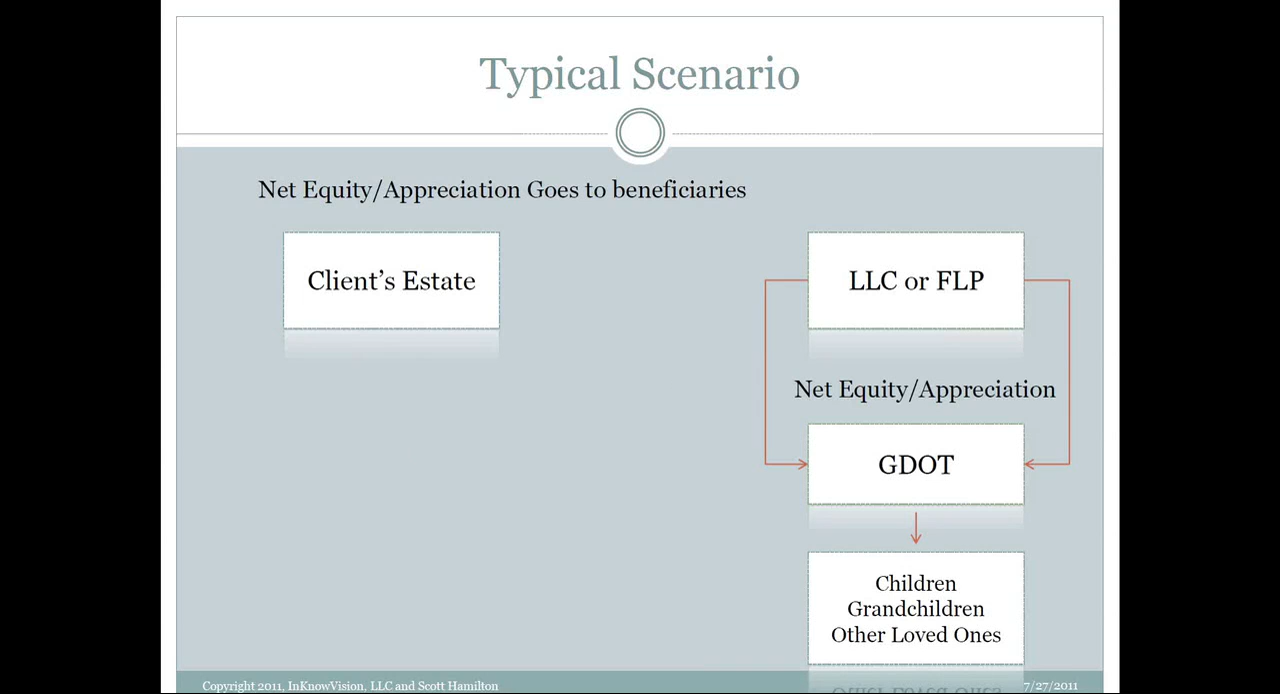 Typical Scenario
Net Equity/Appreciation Goes to beneficiaries
Client’s Estate
LLC or FLP
Net Equity/Appreciation
GDOT
Children
Grandchildren
Other Loved Ones
Copyright 2011, InKnowVision, LLC and Scott Hamilton
7/27/2011